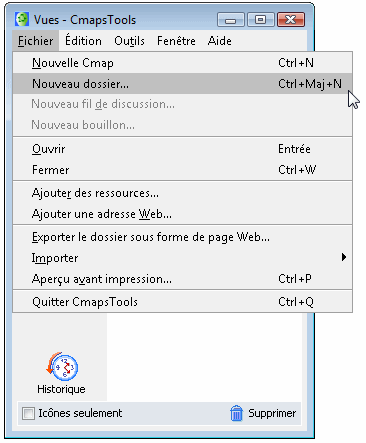 Vues - CmapsTools
Fichier Édition Outils Fenêtre Aide
Nouvelle Cmap Ctrl+N
Nouveau dossier... Ctrl+Maj+N
Nouveau fil de discussion...
Nouveau bouillon...
Ouvrir Entrée
Fermer Ctrl+W
Ajouter des ressources...
Ajouter une adresse Web...
Exporter le dossier sous forme de page Web...
Importer
Aperçu avant impression... Ctrl+P
Quitter CmapsTools Ctrl+Q
Historique
Icônes seulement Supprimer